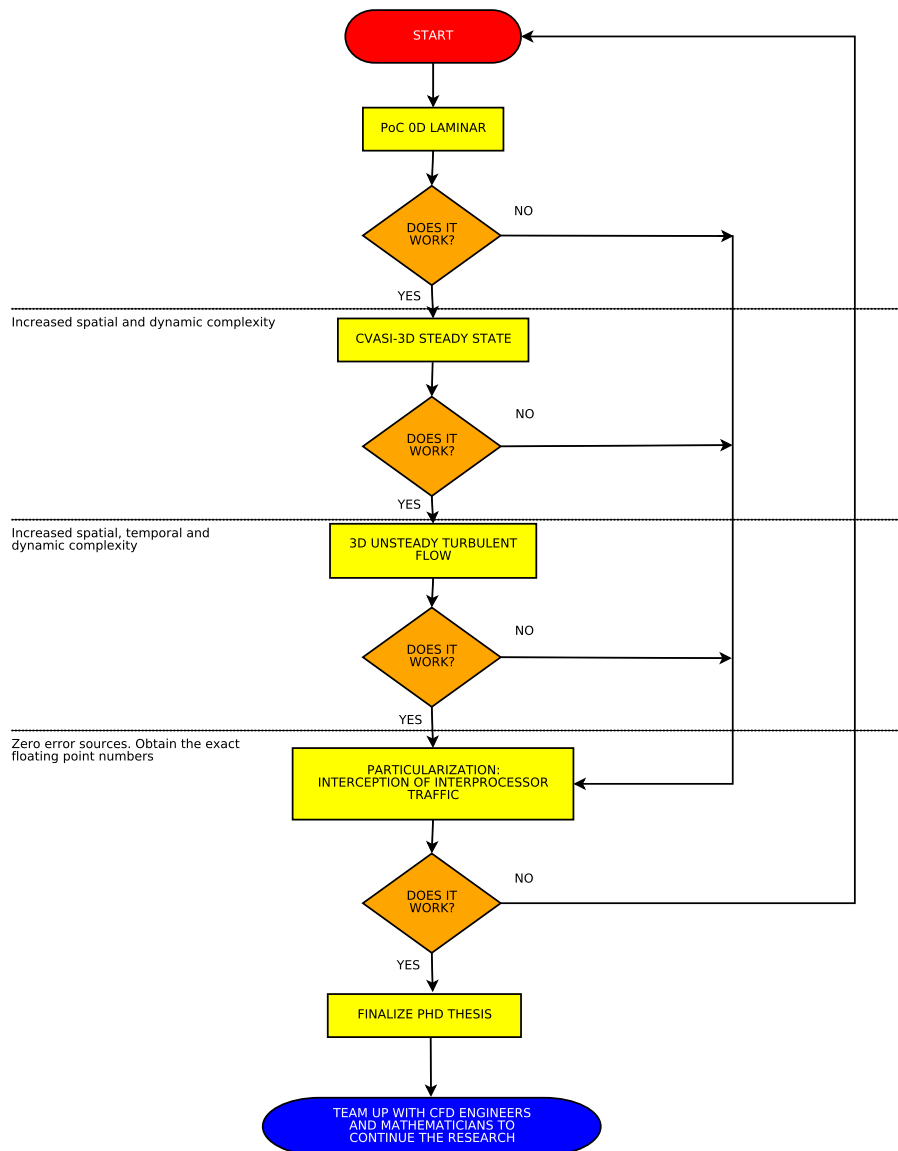 START
PoC 0D LAMINAR
DOES IT
WORK?
NO
YES
Increased spatial and dynamic complexity
CVASI-3D STEADY STATE
DOES IT
WORK?
NO
YES
Increased spatial, temporal and
dynamic complexity
3D UNSTEADY TURBULENT
FLOW
DOES IT
WORK?
NO
YES
Zero error sources. Obtain the exact
floating point numbers
PARTICULARIZATION:
INTERCEPTION OF INTERPROCESSOR
TRAFFIC
DOES IT
WORK?
NO
YES
FINALIZE PHD THESIS
TEAM UP WITH CFD ENGINEERS
AND MATHEMATICIANS TO
CONTINUE THE RESEARCH